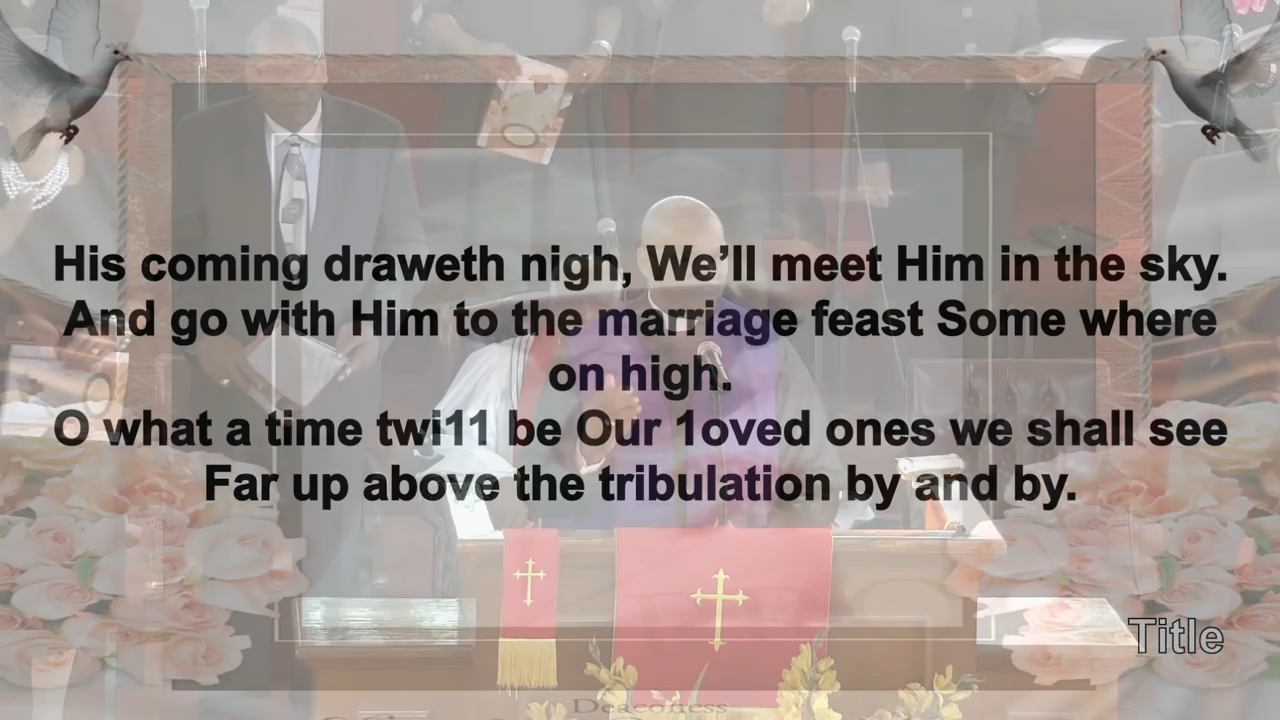 His coming draweth nigh, We’ll meet Him in the sky.
And go with Him to the marriage feast Some where
on high.
O what a time twi11 be Our 1oved ones we shall see
Far up above the tribulation by and by.
Title
Deaconess